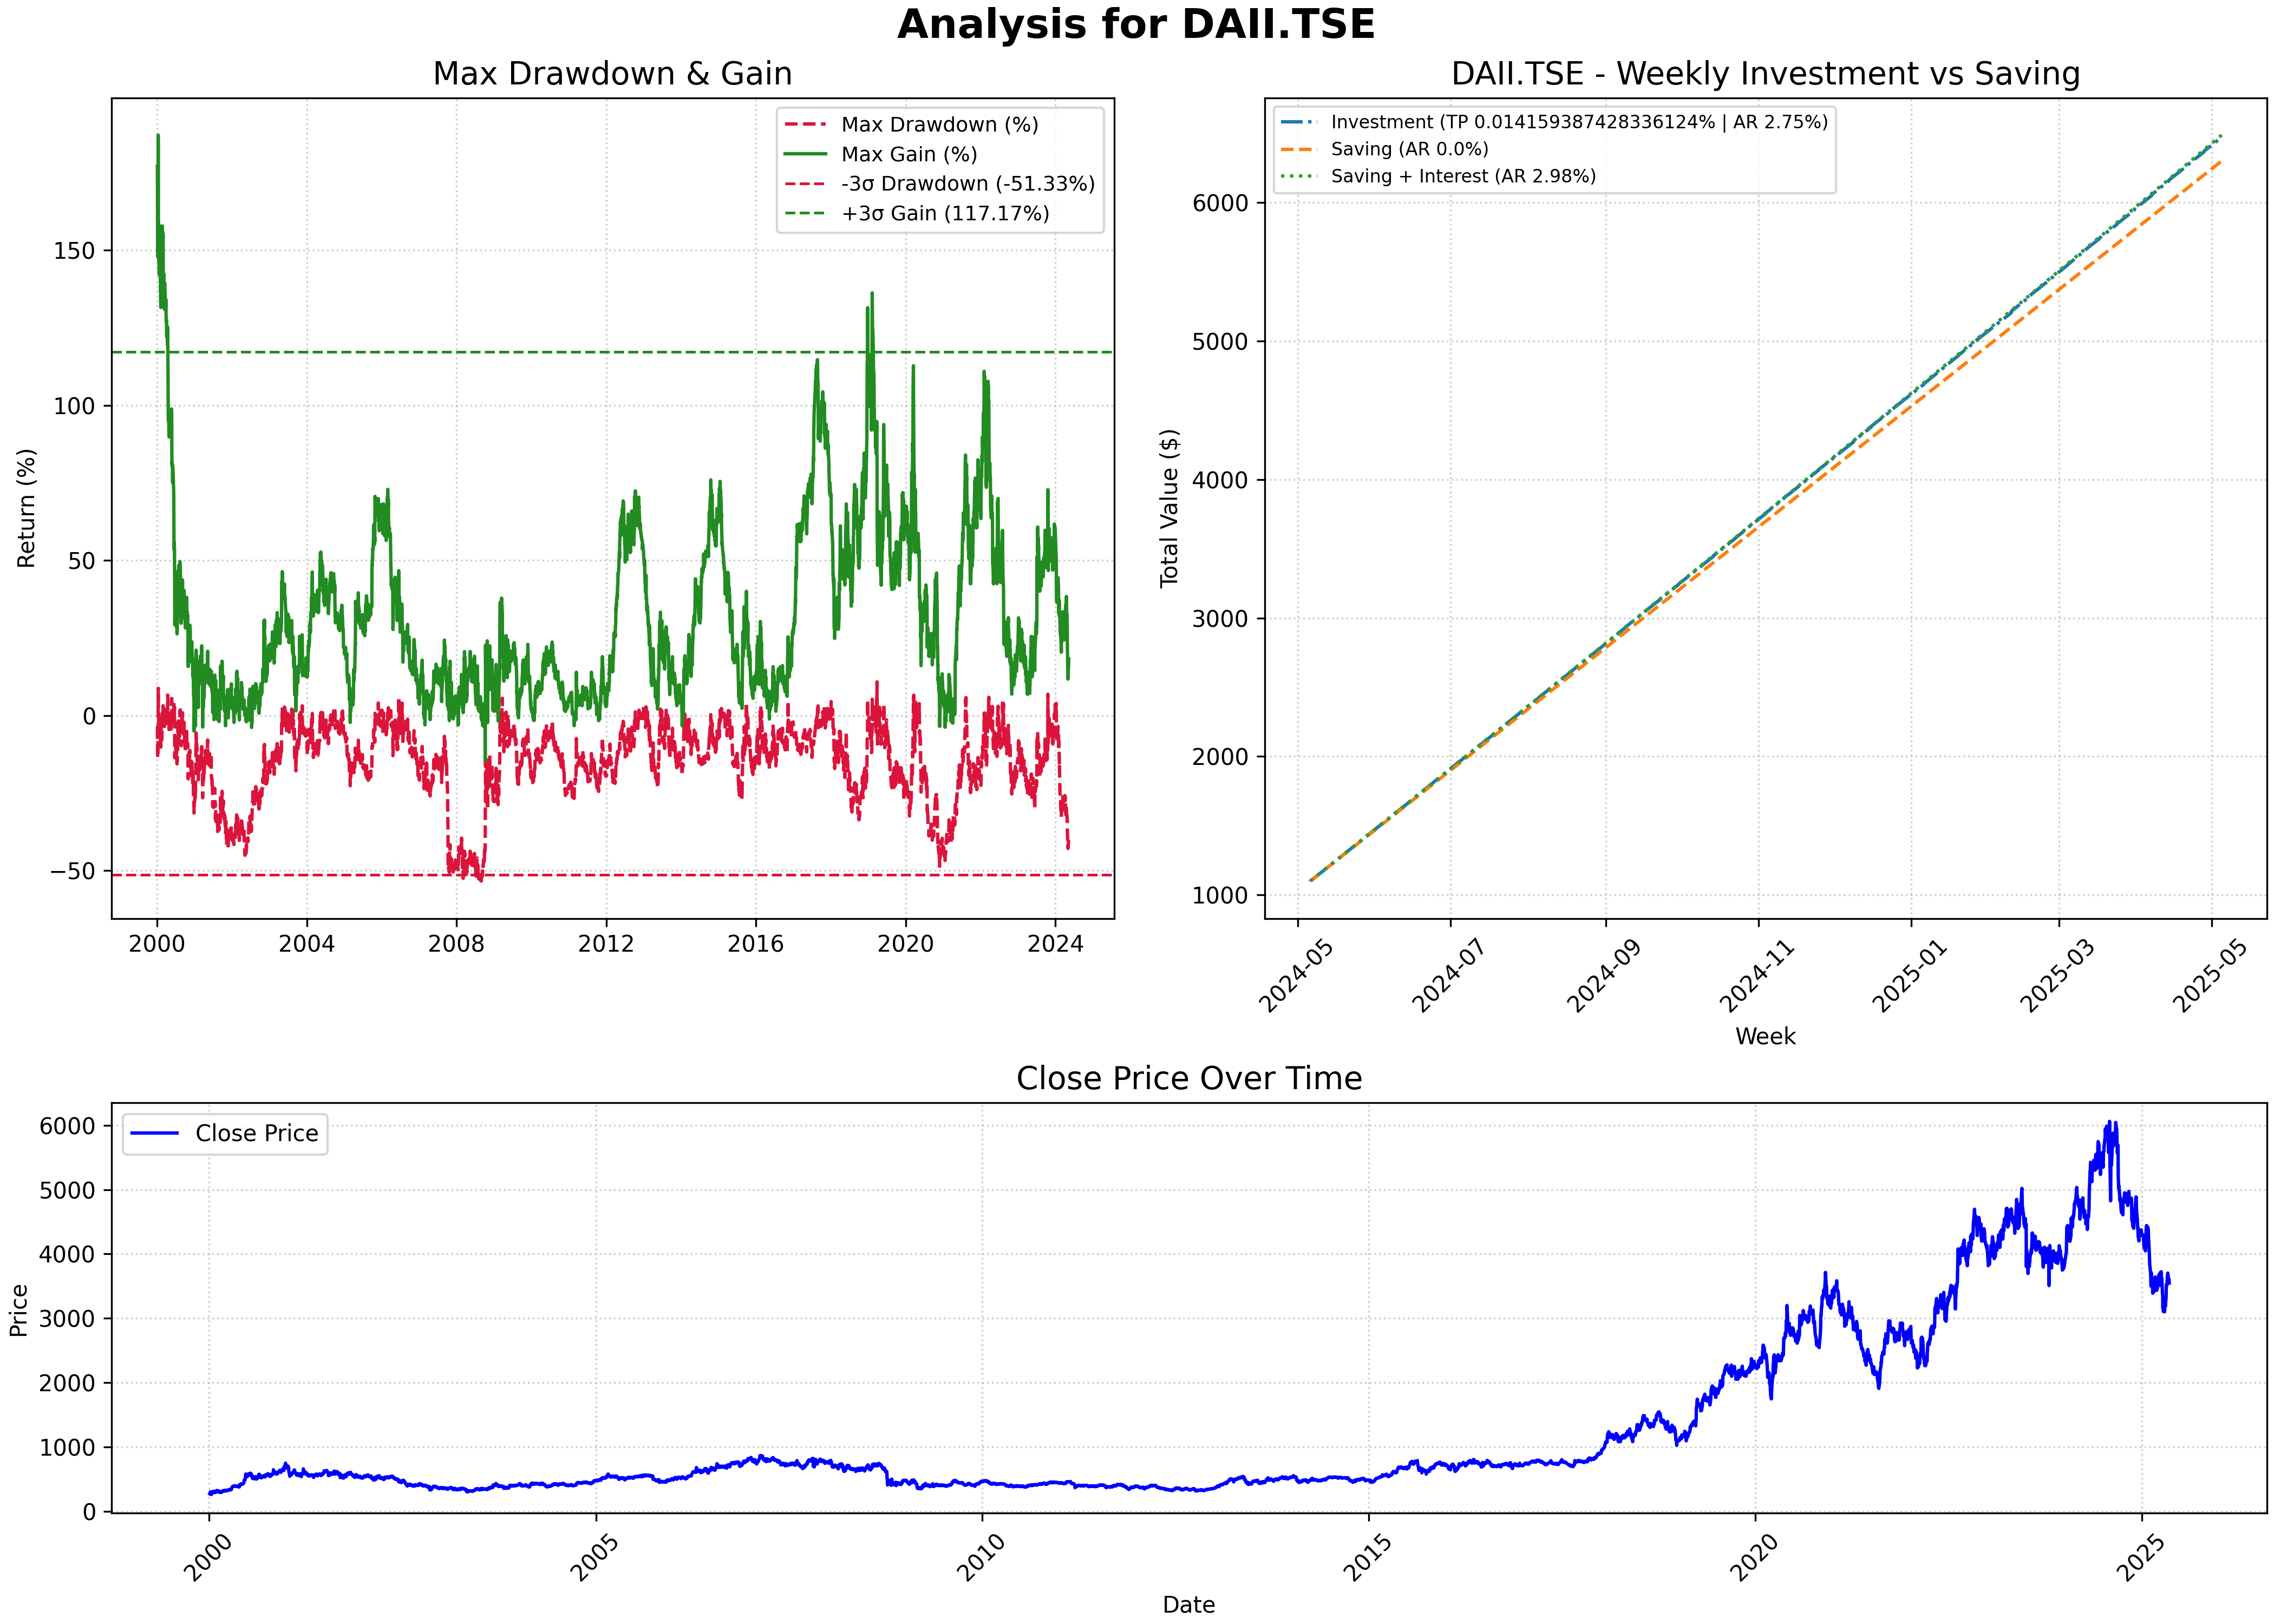 Analysis for DAII.TSE
Max Drawdown & Gain
Return (%)
150
100
50
0
−50
Max Drawdown (%)
Max Gain (%)
-3σ Drawdown (-51.33%)
+3σ Gain (117.17%)
2000 2004 2008 2012 2016 2020 2024
DAII.TSE - Weekly Investment vs Saving
Total Value ($)
6000
5000
4000
3000
2000
1000
Investment (TP 0.014159387428336124% | AR 2.75%)
Saving (AR 0.0%)
Saving + Interest (AR 2.98%)
2024-05 2024-07 2024-09 2024-11 2025-01 2025-03 2025-05
Week
Close Price Over Time
Price
6000
5000
4000
3000
2000
1000
0
Close Price
2000 2005 2010 2015 2020 2025
Date